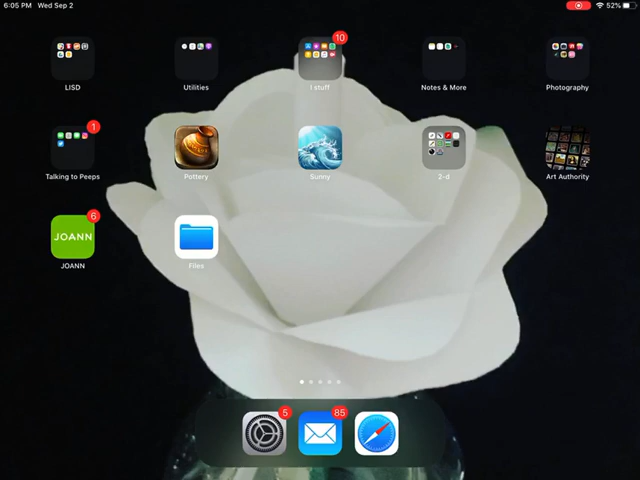 6:05 PM Wed Sep 2 52%
10
LISD Utilities I stuff Notes & More Photography
1
Talking to Peeps Pottery Sunny 2-d Art Authority
6
JOANN
JOANN Files
5 85